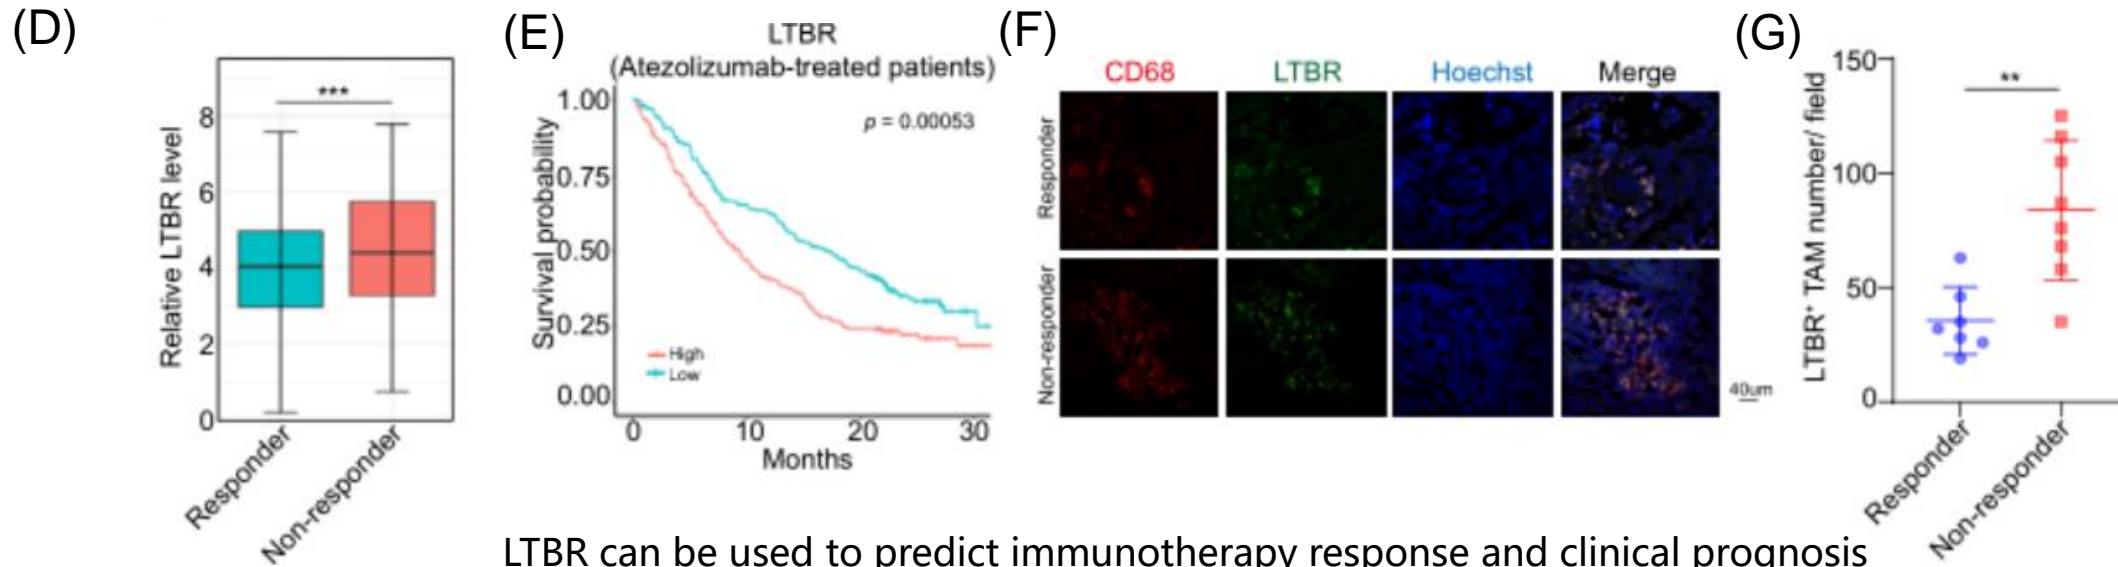 (D)
Relative LTBR level
8
6
4
2
0
***
Responder
Non-responder
(E)
LTBR
(Atezolizumab-treated patients)
Survival probability
1.00
0.75
0.50
0.25
0.00
p = 0.00053
High
Low
0 10 20 30
Months
(F)
CD68 LTBR Hoechst Merge
Responder
Non-responder
40um
(G)
LTBR⁺ TAM number/ field
150
100
50
0
**
Responder
Non-responder
LTBR can be used to predict immunotherapy response and clinical prognosis